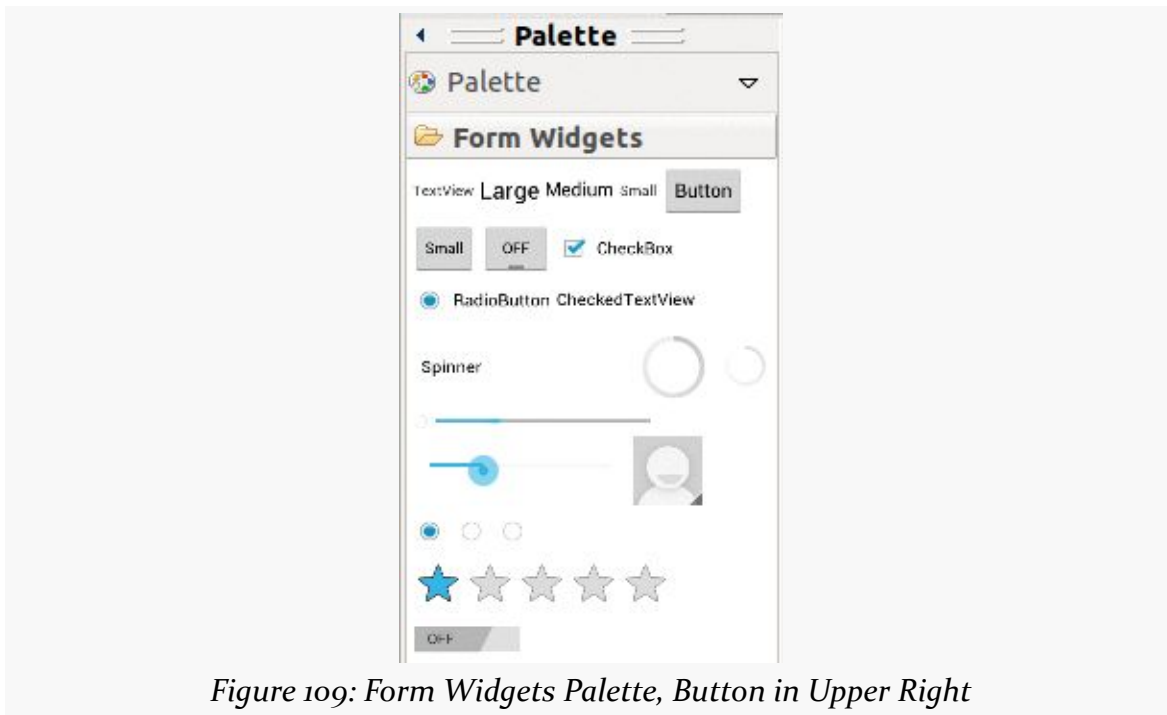 Palette
Palette
Form Widgets
TextView Large Medium Small Button
Small OFF CheckBox
RadioButton CheckedTextView
Spinner
OFF
Figure 109: Form Widgets Palette, Button in Upper Right